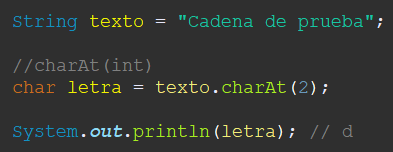 String texto = "Cadena de prueba";
//charAt(int)
char letra = texto.charAt(2);
System.out.println(letra); // d